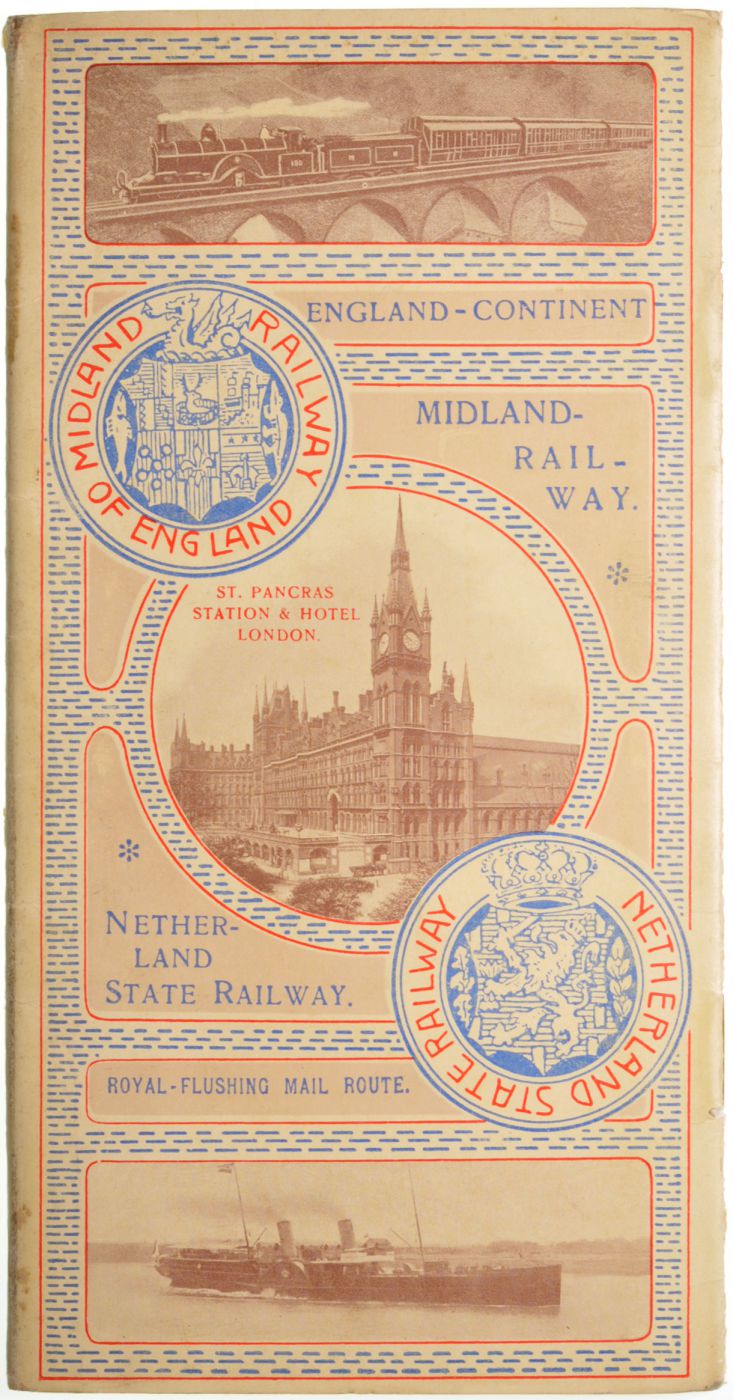 ENGLAND-CONTINENT
MIDLAND RAILWAY
OF ENGLAND
MIDLAND-
RAIL-
WAY.
ST. PANCRAS
STATION & HOTEL
LONDON.
NETHER-
LAND
STATE RAILWAY.
NETHERLAND STATE RAILWAY
ROYAL-FLUSHING MAIL ROUTE.